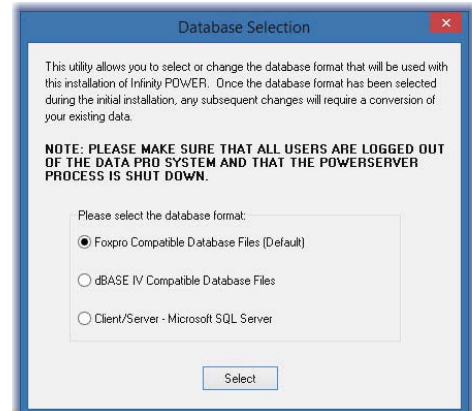 Database Selection
This utility allows you to select or change the database format that will be used with
this installation of Infinity POWER. Once the database format has been selected
during the initial installation, any subsequent changes will require a conversion of
your existing data.
NOTE: PLEASE MAKE SURE THAT ALL USERS ARE LOGGED OUT
OF THE DATA PRO SYSTEM AND THAT THE POWERSERVER
PROCESS IS SHUT DOWN.
Please select the database format:
Foxpro Compatible Database Files (Default)
dBASE IV Compatible Database Files
Client/Server - Microsoft SQL Server
Select